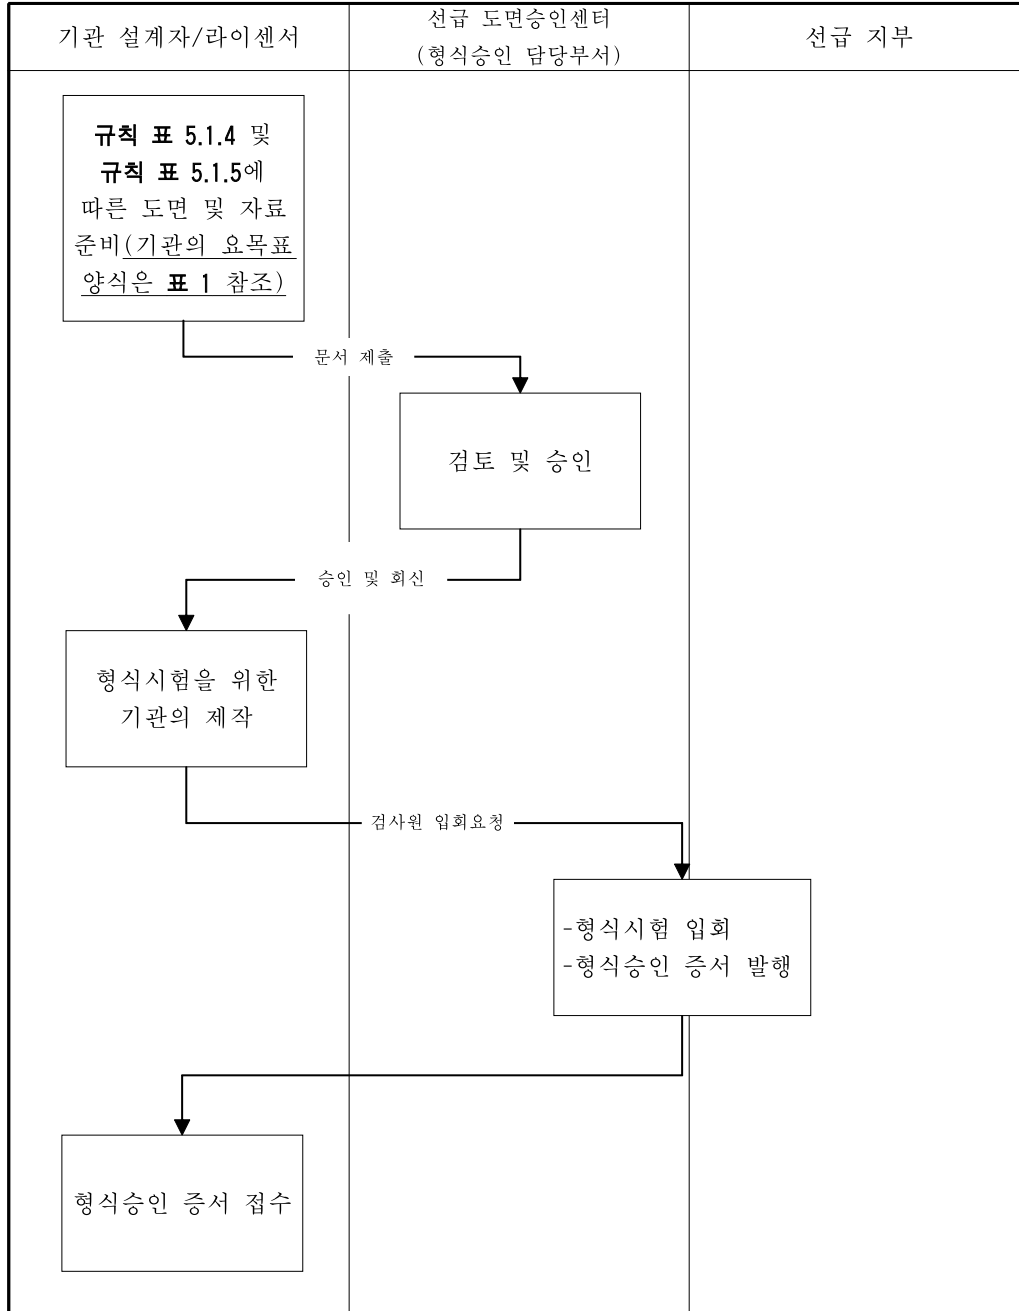 기관 설계자/라이센서
선급 도면승인센터
(형식승인 담당부서)
선급 지부
규칙 표 5.1.4 및
규칙 표 5.1.5에
따른 도면 및 자료
준비(기관의 요목표
양식은 표 1 참조)
문서 제출
검토 및 승인
승인 및 회신
형식시험을 위한
기관의 제작
검사원 입회요청
-형식시험 입회
-형식승인 증서 발행
형식승인 증서 접수